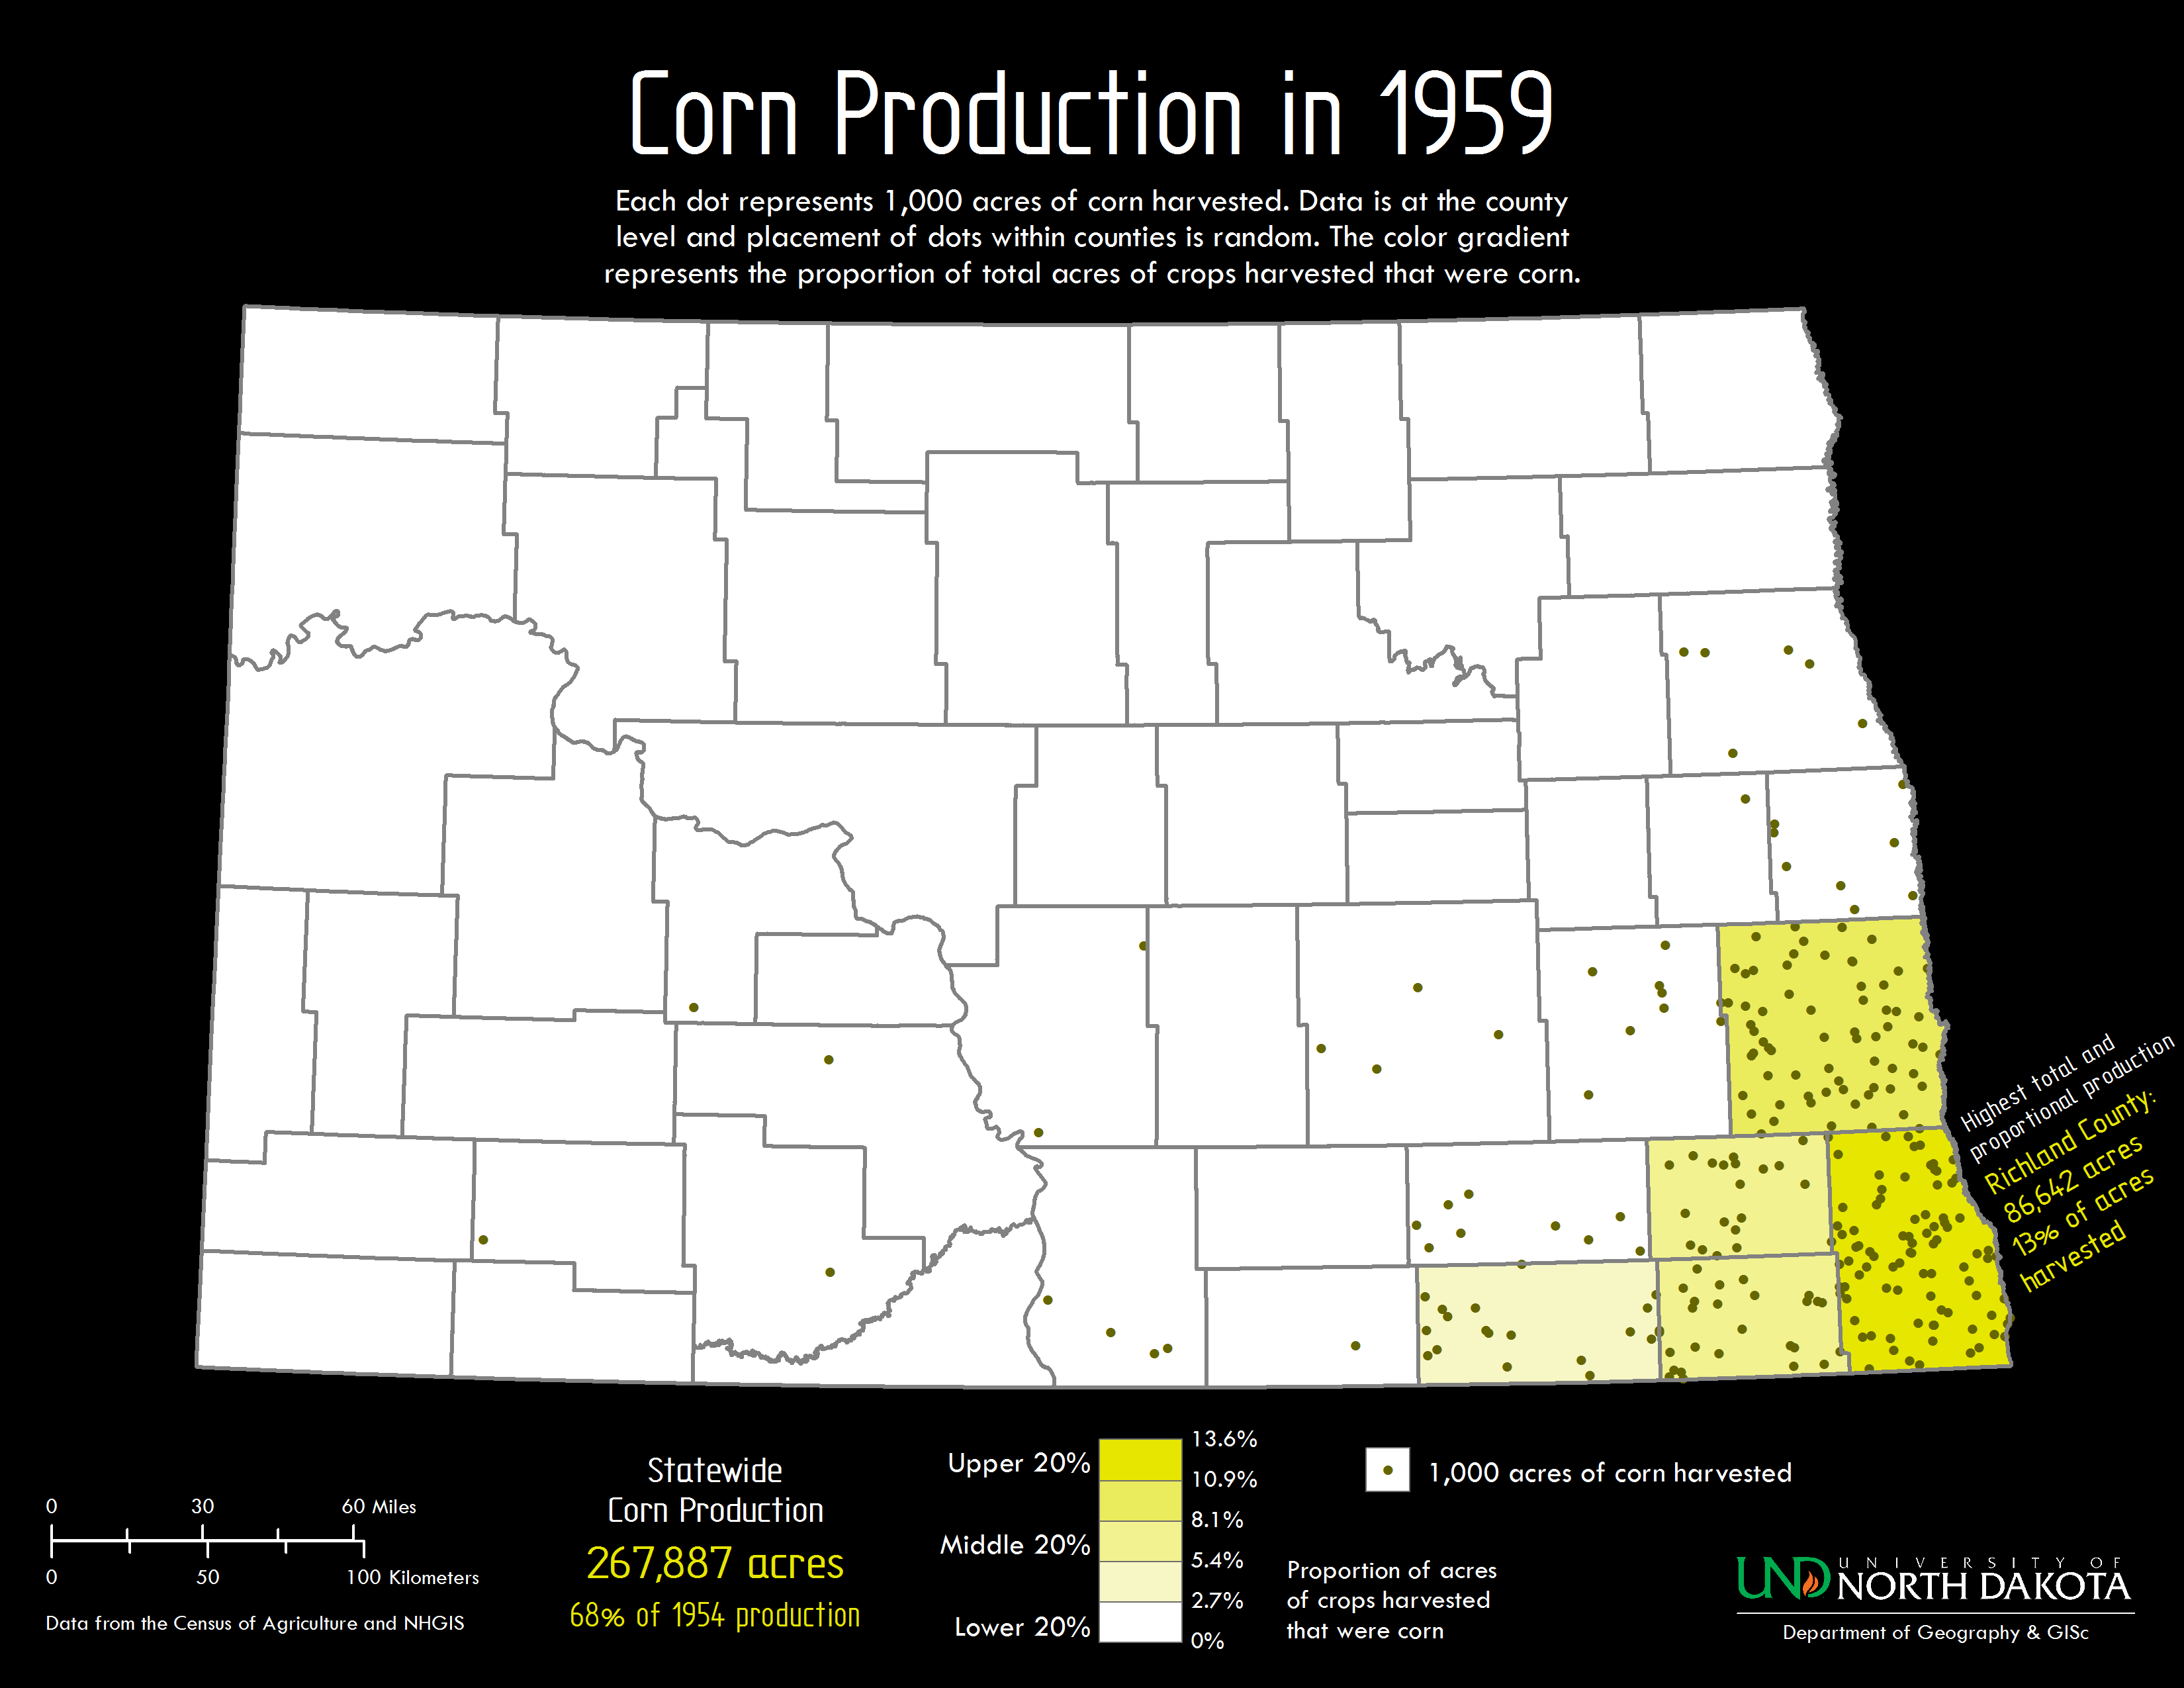 Corn Production in 1959
Each dot represents 1,000 acres of corn harvested. Data is at the county
level and placement of dots within counties is random. The color gradient
represents the proportion of total acres of crops harvested that were corn.
Highest total and
proportional production
Richland County:
86,642 acres
13% of acres
harvested
0 30 60 Miles
0 50 100 Kilometers
Data from the Census of Agriculture and NHGIS
Statewide
Corn Production
267,887 acres
68% of 1954 production
Upper 20%
Middle 20%
Lower 20%
13.6%
10.9%
8.1%
5.4%
2.7%
0%
1,000 acres of corn harvested
Proportion of acres
of crops harvested
that were corn
UND UNIVERSITY OF
NORTH DAKOTA
Department of Geography & GISc